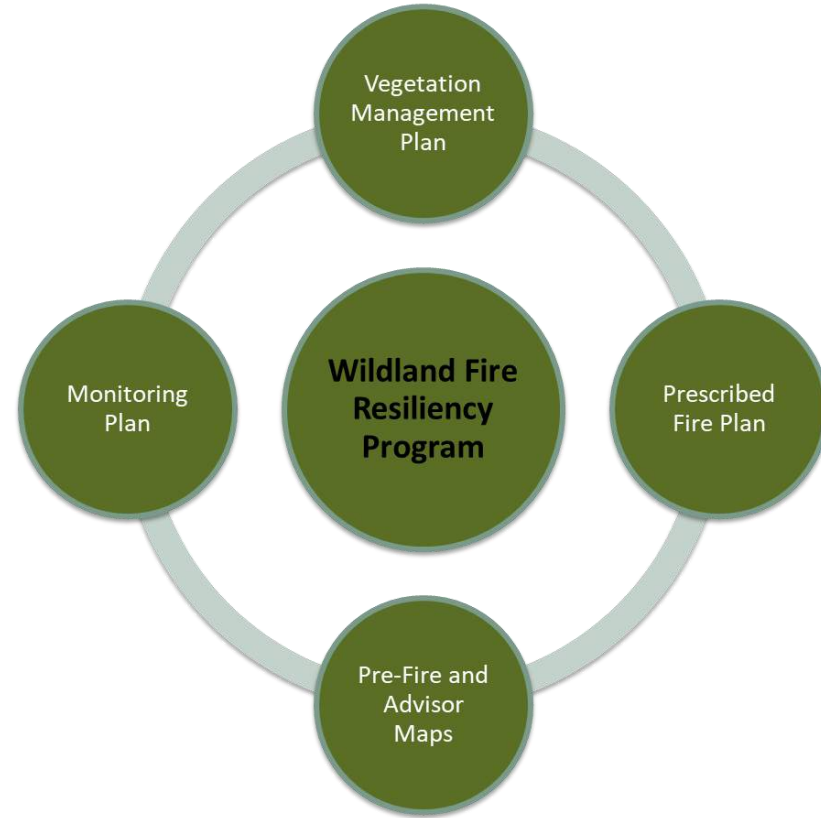 Vegetation
Management
Plan
Wildland Fire
Resiliency
Program
Monitoring
Plan
Prescribed
Fire Plan
Pre-Fire and
Advisor
Maps